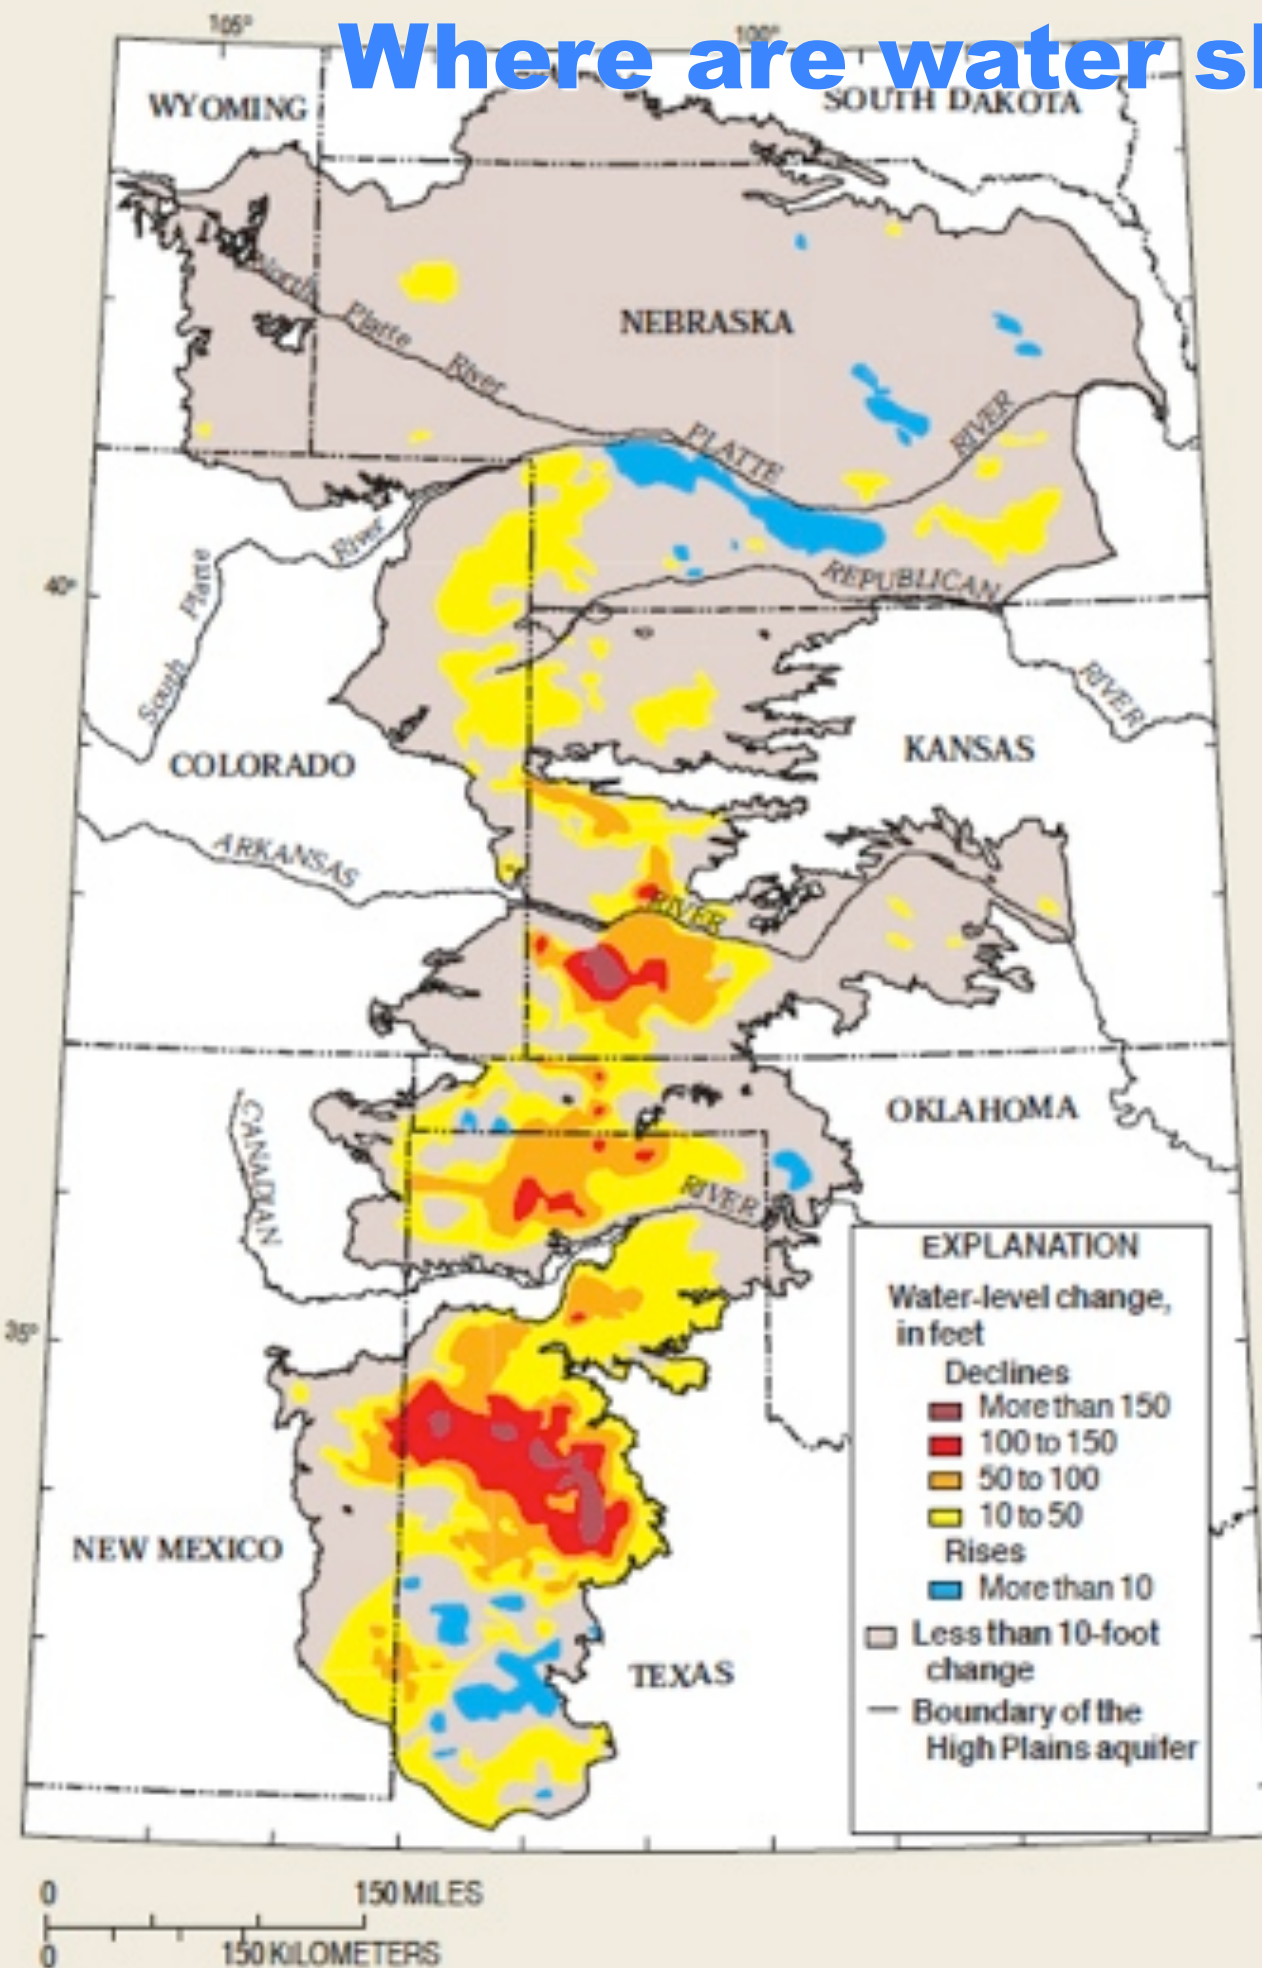 Where are water sh
105°
100°
WYOMING
SOUTH DAKOTA
North
Platte
River
NEBRASKA
PLATTE
RIVER
South
Platte
River
40°
REPUBLICAN
RIVER
COLORADO
KANSAS
ARKANSAS
RIVER
OKLAHOMA
CANADIAN
RIVER
35°
NEW MEXICO
TEXAS
EXPLANATION
Water-level change,
in feet
Declines
More than 150
100 to 150
50 to 100
10 to 50
Rises
More than 10
Less than 10-foot
change
Boundary of the
High Plains aquifer
0
150 MILES
0
150 KILOMETERS